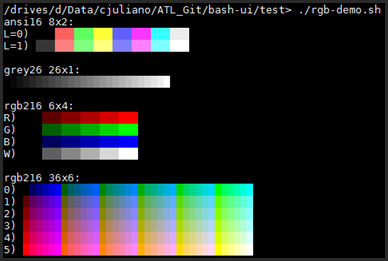 /drives/d/Data/cjuliano/ATL_Git/bash-ui/test> ./rgb-demo.sh
ansi16 8x2:
L=0)
L=1)
grey26 26x1:
rgb216 6x4:
R)
G)
B)
W)
rgb216 36x6:
0)
1)
2)
3)
4)
5)